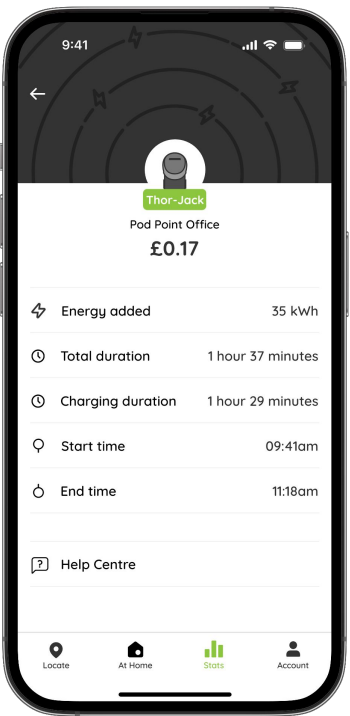 9:41
Thor-Jack
Pod Point Office
£0.17
Energy added 35 kWh
Total duration 1 hour 37 minutes
Charging duration 1 hour 29 minutes
Start time 09:41am
End time 11:18am
? Help Centre
Locate At Home Stats Account